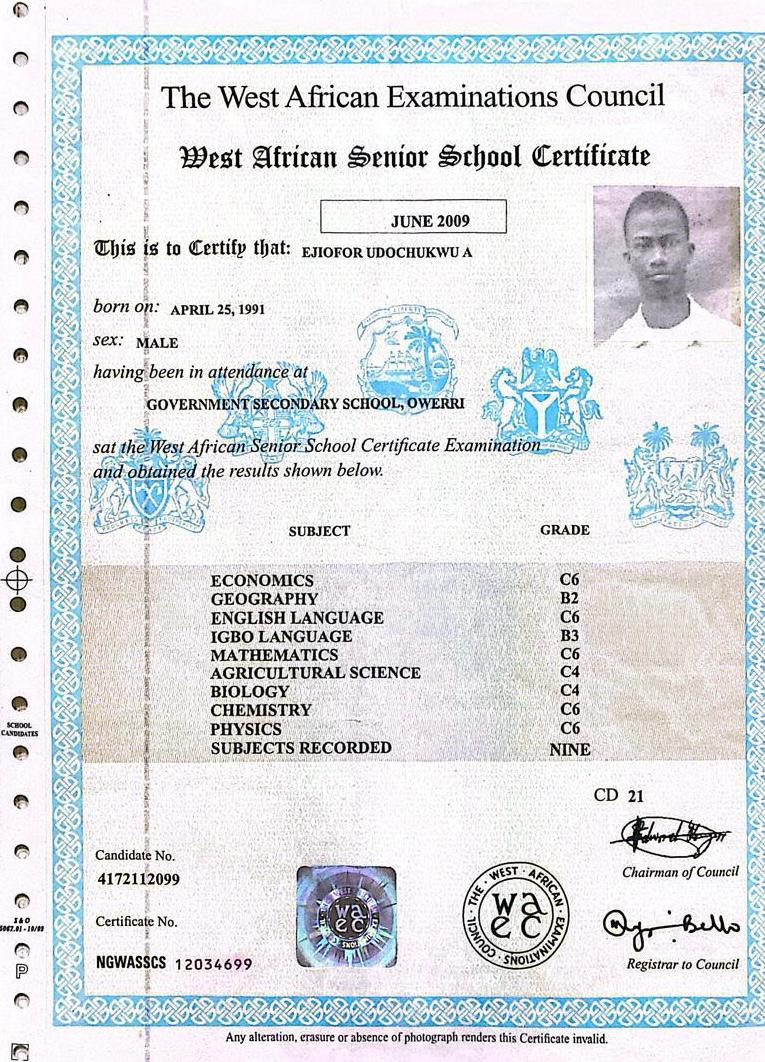 The West African Examinations Council
West African Senior School Certificate
JUNE 2009
This is to Certify that: EJIOFOR UDOCHUKWU A
born on: APRIL 25, 1991
sex: MALE
having been in attendance at
GOVERNMENT SECONDARY SCHOOL, OWERRI
sat the West African Senior School Certificate Examination
and obtained the results shown below.
SUBJECT GRADE
ECONOMICS C6
GEOGRAPHY B2
ENGLISH LANGUAGE C6
IGBO LANGUAGE B3
MATHEMATICS C6
AGRICULTURAL SCIENCE C4
BIOLOGY C4
CHEMISTRY C6
PHYSICS C6
SUBJECTS RECORDED NINE
SCHOOL
CANDIDATES
CD 21
Chairman of Council
Candidate No.
4172112099
Certificate No.
NGWASSCS 12034699
wa
ec
THE · WEST · AFRICAN · EXAMINATIONS · COUNCIL
wa
ec
Bello
Registrar to Council
S & O
P
Any alteration, erasure or absence of photograph renders this Certificate invalid.